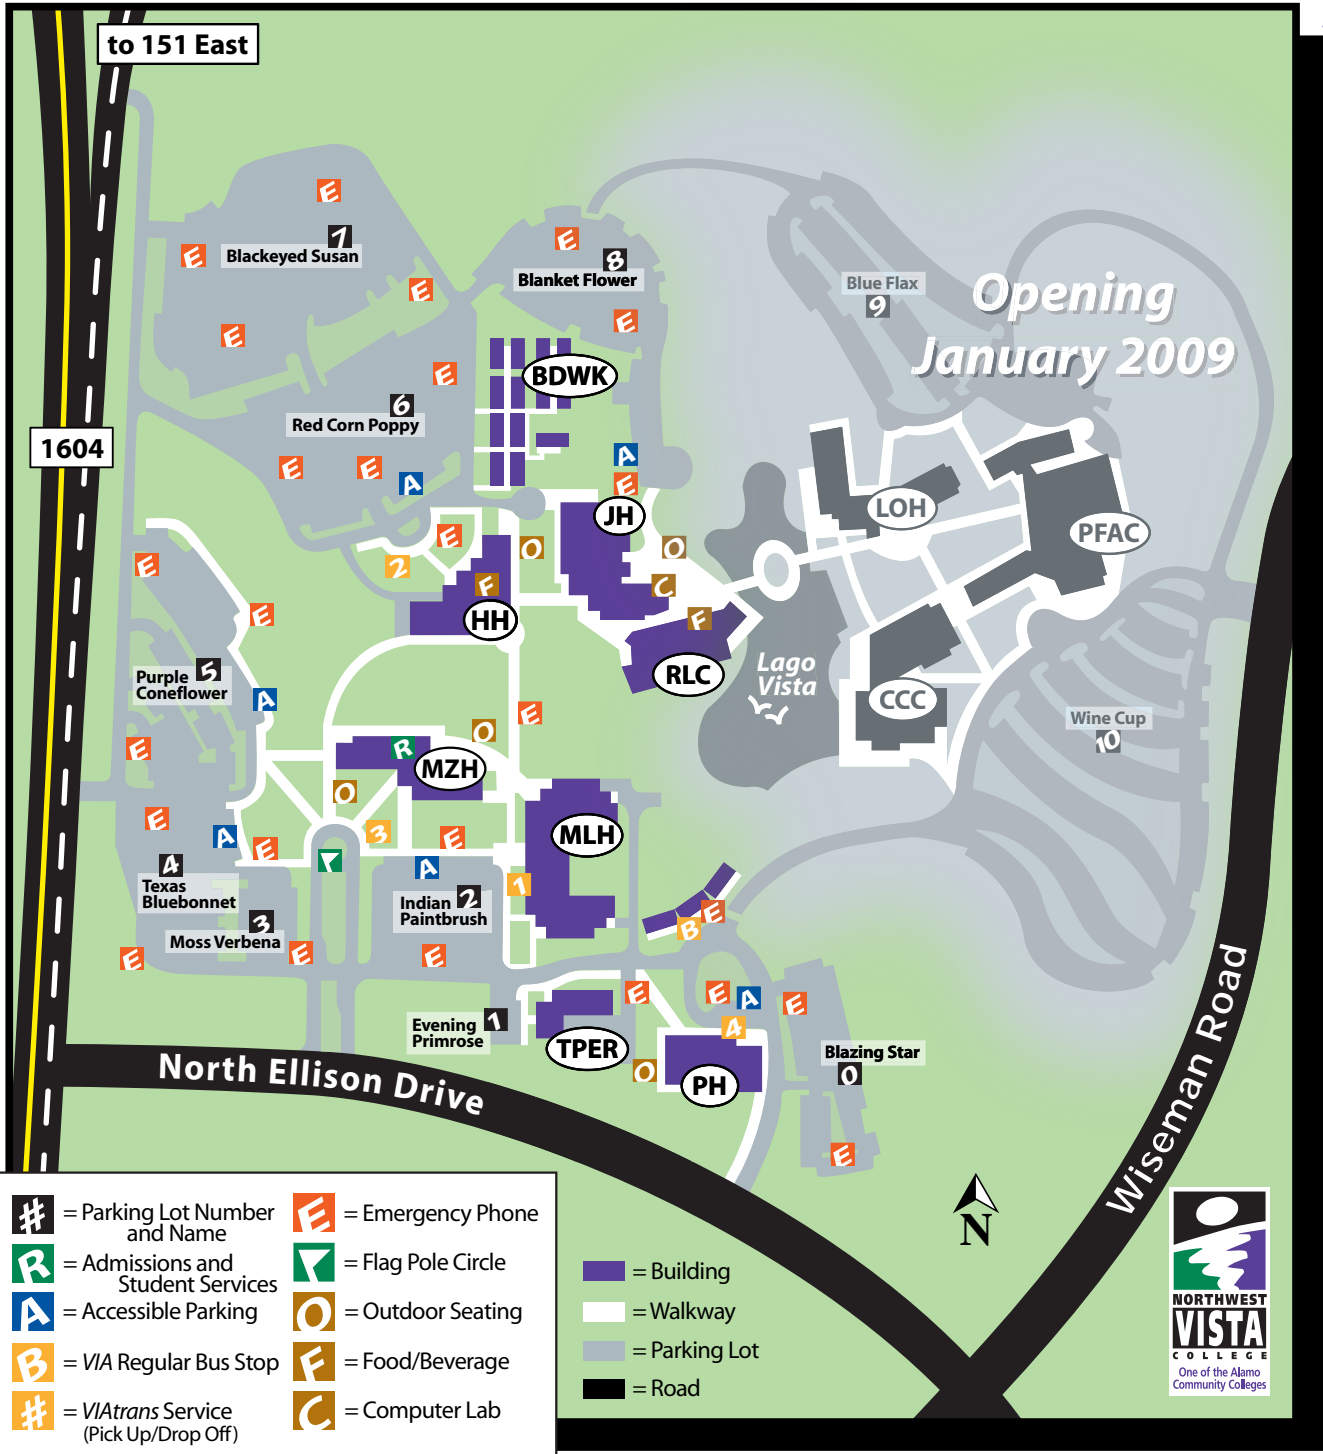 to 151 East
E
7
Blackeyed Susan
E
E
E
E
8
Blanket Flower
E
Blue Flax
9
Opening
January 2009
E
BDWK
6
Red Corn Poppy
1604
E
E
A
A
E
JH
LOH
PFAC
E
O
O
2
F
C
E
HH
F
E
RLC
Lago
Vista
Purple
Coneflower
5
A
CCC
E
O
Wine Cup
10
E
R
MZH
O
E
A
E
3
E
MLH
4
Texas
Bluebonnet
A
Indian
Paintbrush
2
1
3
Moss Verbena
E
B
E
E
E
E
E
A
E
Evening
Primrose
1
4
TPER
O
PH
Blazing Star
0
E
North Ellison Drive
Wiseman Road
N
# = Parking Lot Number
and Name
R = Admissions and
Student Services
A = Accessible Parking
B = VIA Regular Bus Stop
# = VIAtrans Service
(Pick Up/Drop Off)
E = Emergency Phone
= Flag Pole Circle
O = Outdoor Seating
F = Food/Beverage
C = Computer Lab
= Building
= Walkway
= Parking Lot
= Road
NORTHWEST
VISTA
COLLEGE
One of the Alamo
Community Colleges